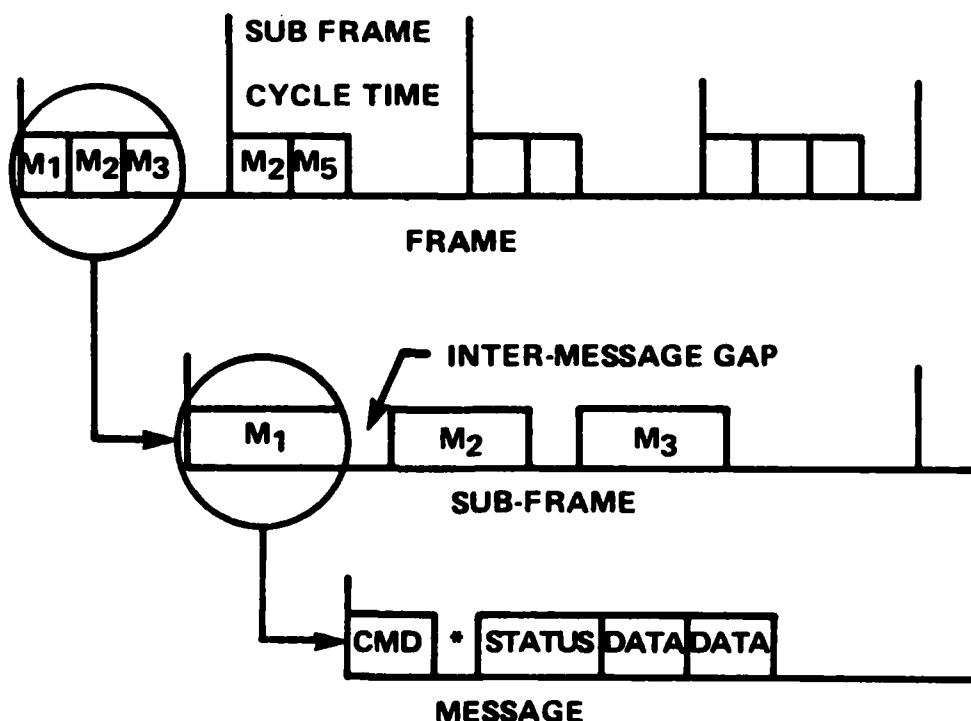 SUB FRAME
CYCLE TIME
M1 M2 M3 M2 M5
FRAME
INTER-MESSAGE GAP
M1 M2 M3
SUB-FRAME
CMD * STATUS DATA DATA
MESSAGE